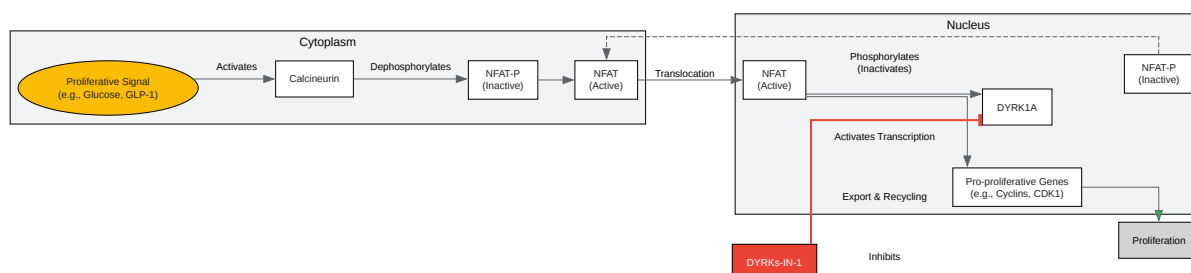 Cytoplasm
Proliferative Signal
(e.g., Glucose, GLP-1)
Activates
Calcineurin
Dephosphorylates
NFAT-P
(Inactive)
NFAT
(Active)
Translocation
Nucleus
NFAT
(Active)
Phosphorylates
(Inactivates)
DYRK1A
NFAT-P
(Inactive)
Activates Transcription
Pro-proliferative Genes
(e.g., Cyclins, CDK1)
Export & Recycling
Proliferation
DYRKs-IN-1
Inhibits